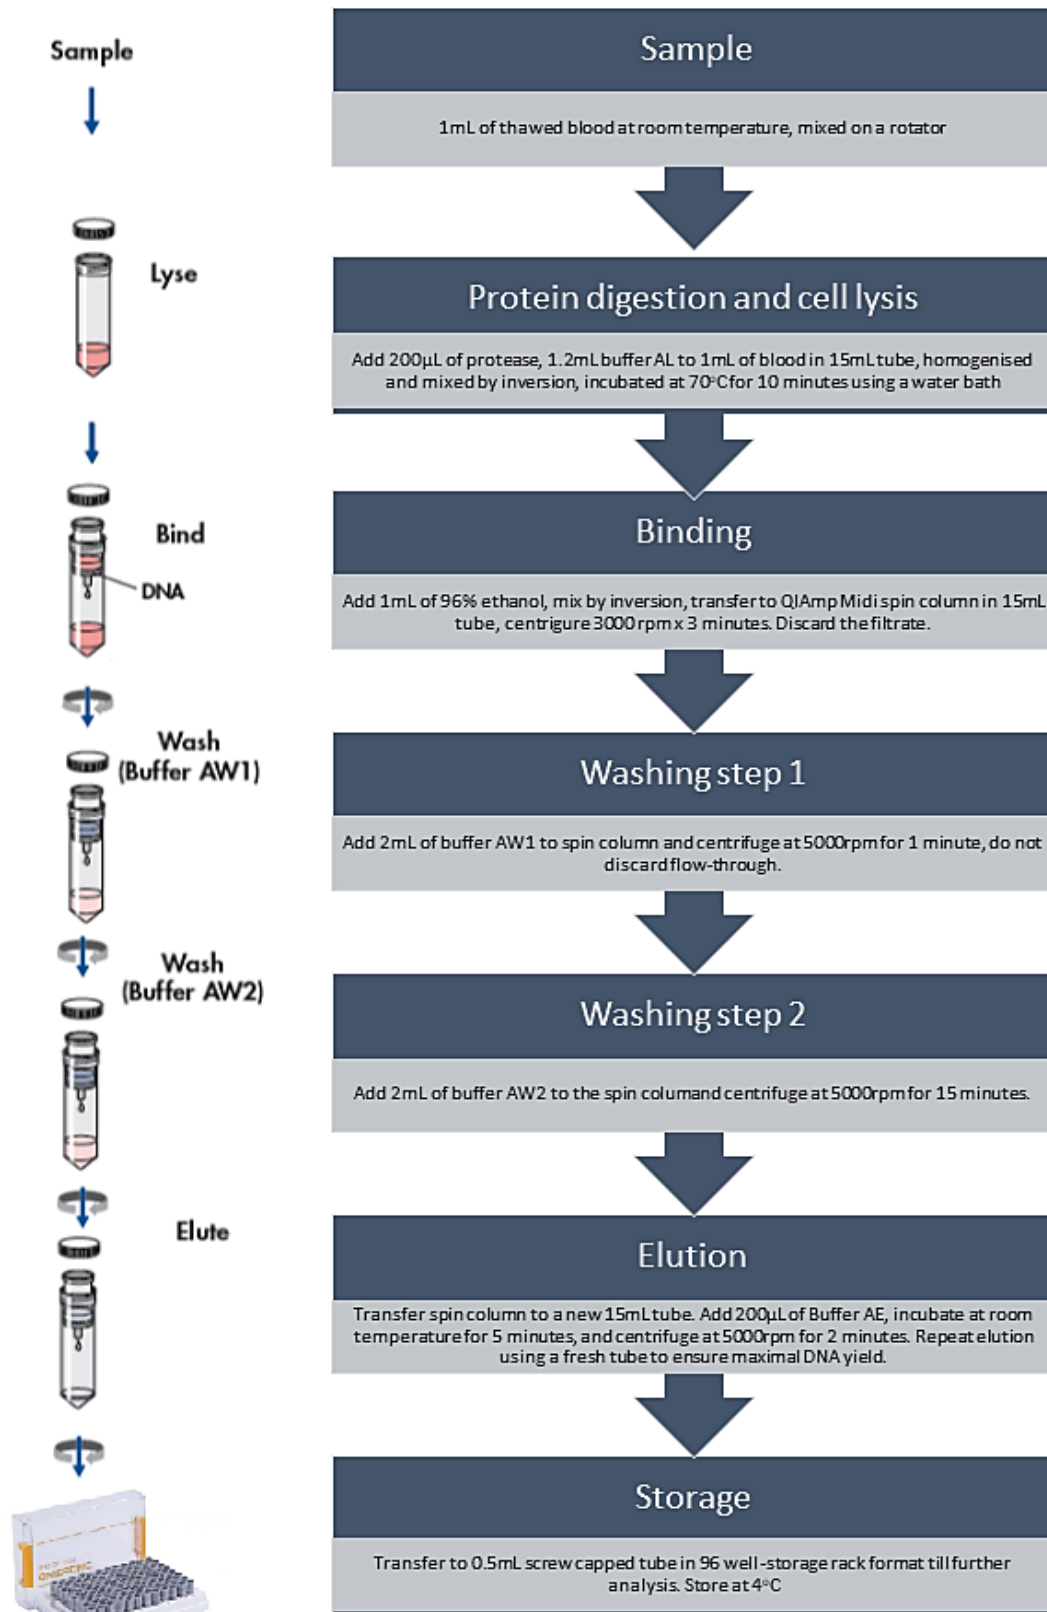 Sample
Sample
1mL of thawed blood at room temperature, mixed on a rotator
Lyse
Protein digestion and cell lysis
Add 200µL of protease, 1.2mL buffer AL to 1mL of blood in 15mL tube, homogenised
and mixed by inversion, incubated at 70°C for 10 minutes using a water bath
Bind
DNA
Binding
Add 1mL of 96% ethanol, mix by inversion, transfer to QIAmp Midi spin column in 15mL
tube, centrigure 3000 rpm x 3 minutes. Discard the filtrate.
Wash
(Buffer AW1)
Washing step 1
Add 2mL of buffer AW1 to spin column and centrifuge at 5000rpm for 1 minute, do not
discard flow-through.
Wash
(Buffer AW2)
Washing step 2
Add 2mL of buffer AW2 to the spin columand centrifuge at 5000rpm for 15 minutes.
Elute
Elution
Transfer spin column to a new 15mL tube. Add 200µL of Buffer AE, incubate at room
temperature for 5 minutes, and centrifuge at 5000rpm for 2 minutes. Repeat elution
using a fresh tube to ensure maximal DNA yield.
Storage
Transfer to 0.5mL screw capped tube in 96 well-storage rack format till further
analysis. Store at 4°C